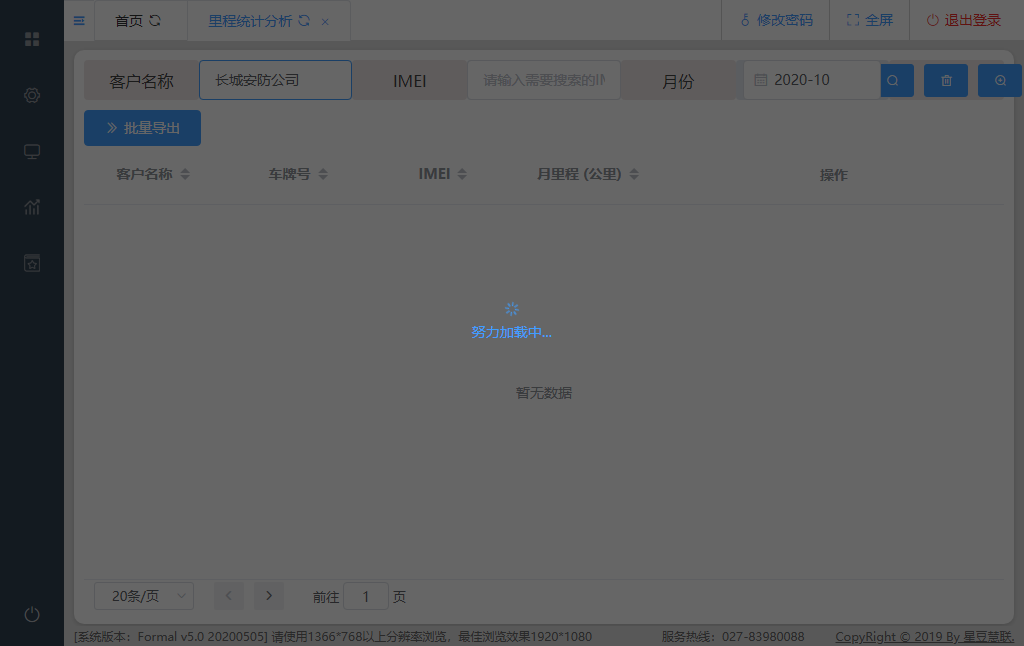 首页
里程统计分析 ×
修改密码
全屏
退出登录
客户名称
长城安防公司
IMEI
请输入需要搜索的IM
月份
2020-10
批量导出
客户名称
车牌号
IMEI
月里程 (公里)
操作
努力加载中...
暂无数据
20条/页
前往 1 页
[系统版本：Formal v5.0 20200505] 请使用1366*768以上分辨率浏览，最佳浏览效果1920*1080
服务热线：027-83980088
CopyRight © 2019 By 星豆慧联.